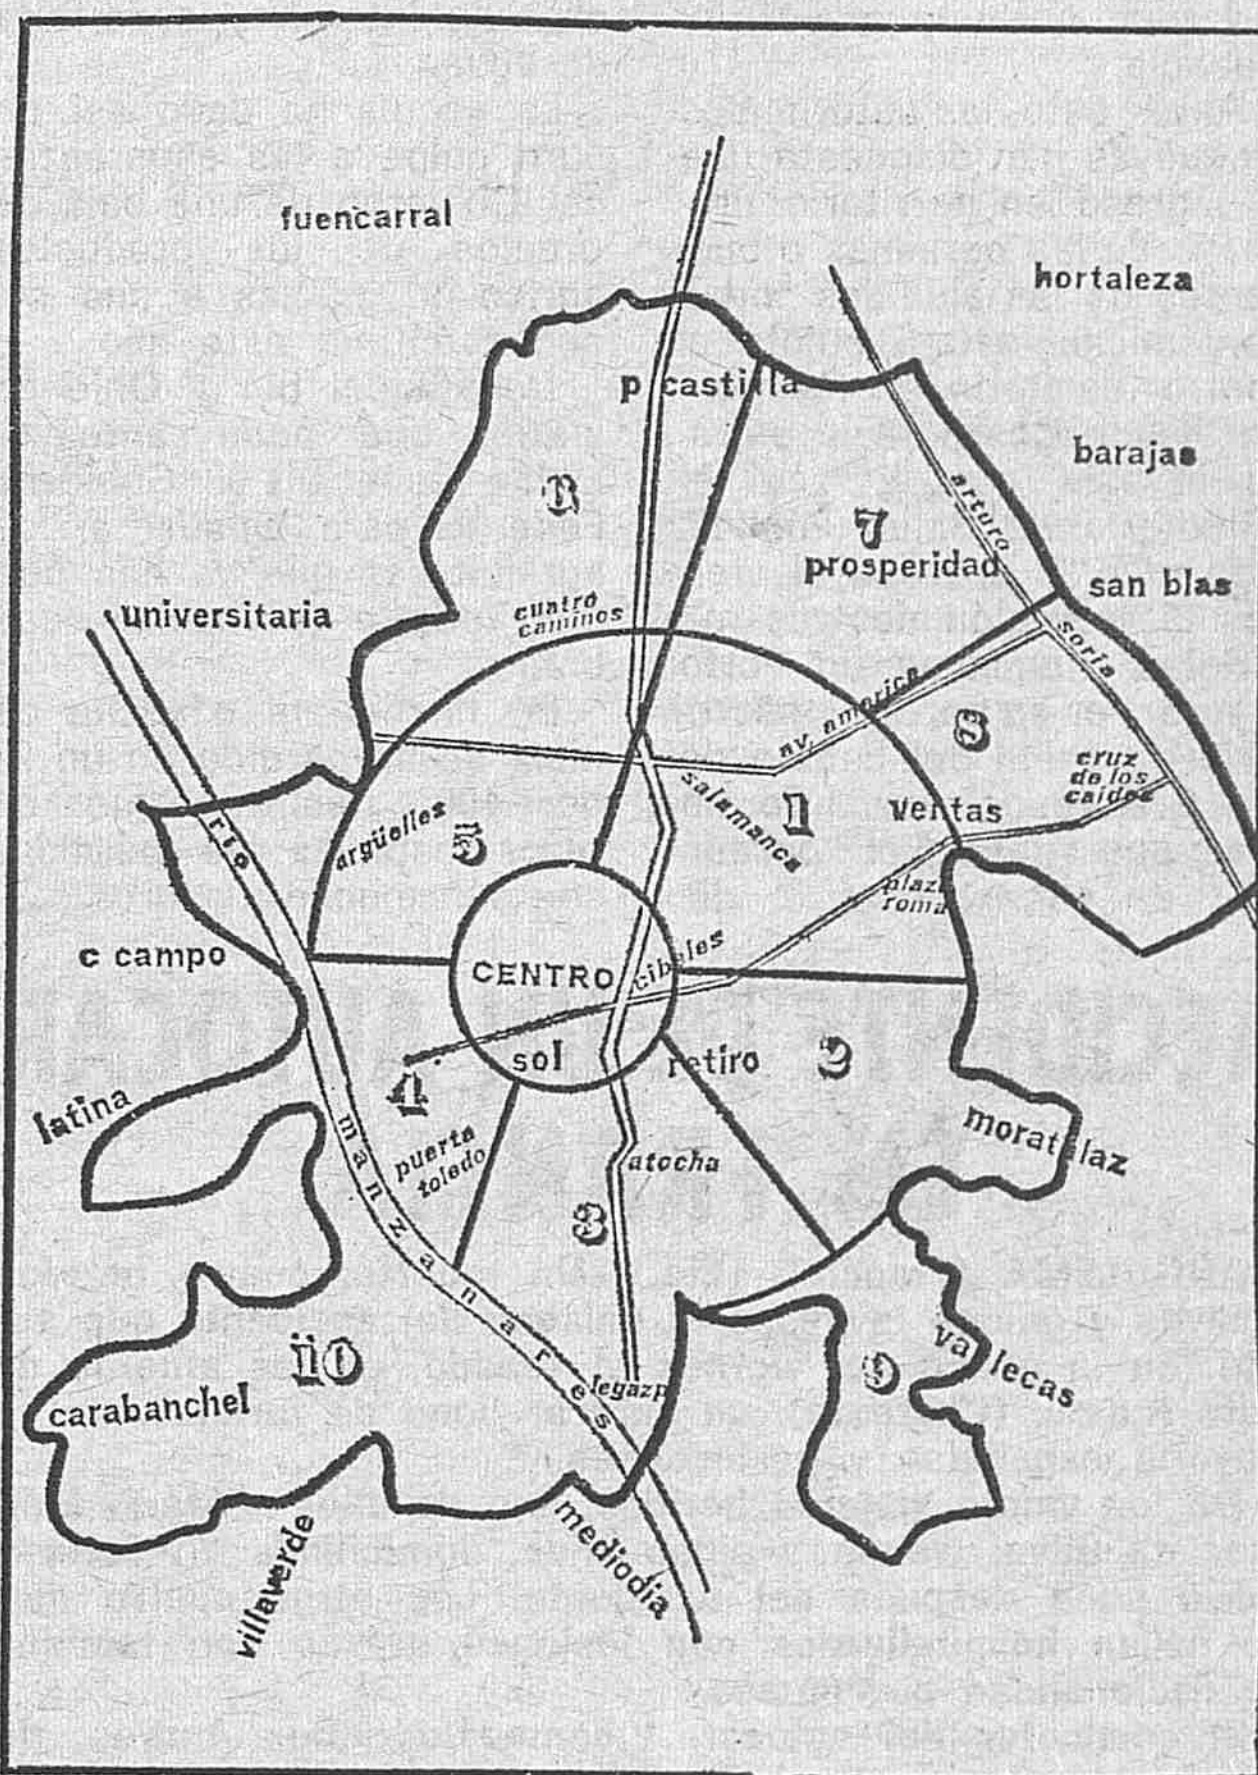 fuencarral
hortaleza
p castilla
barajas
arturo
7
prosperidad
san blas
cuatro
caminos
universitaria
soria
av. america
8
cruz
de los
caidos
salamanca
1
ventas
argüelles
5
rio
plaza
roma
c campo
CENTRO
cibeles
sol
retiro
2
4
latina
moratalaz
manzanares
puerta
toledo
atocha
3
vallecas
10
9
carabanchel
legazpi
mediodia
villaverde